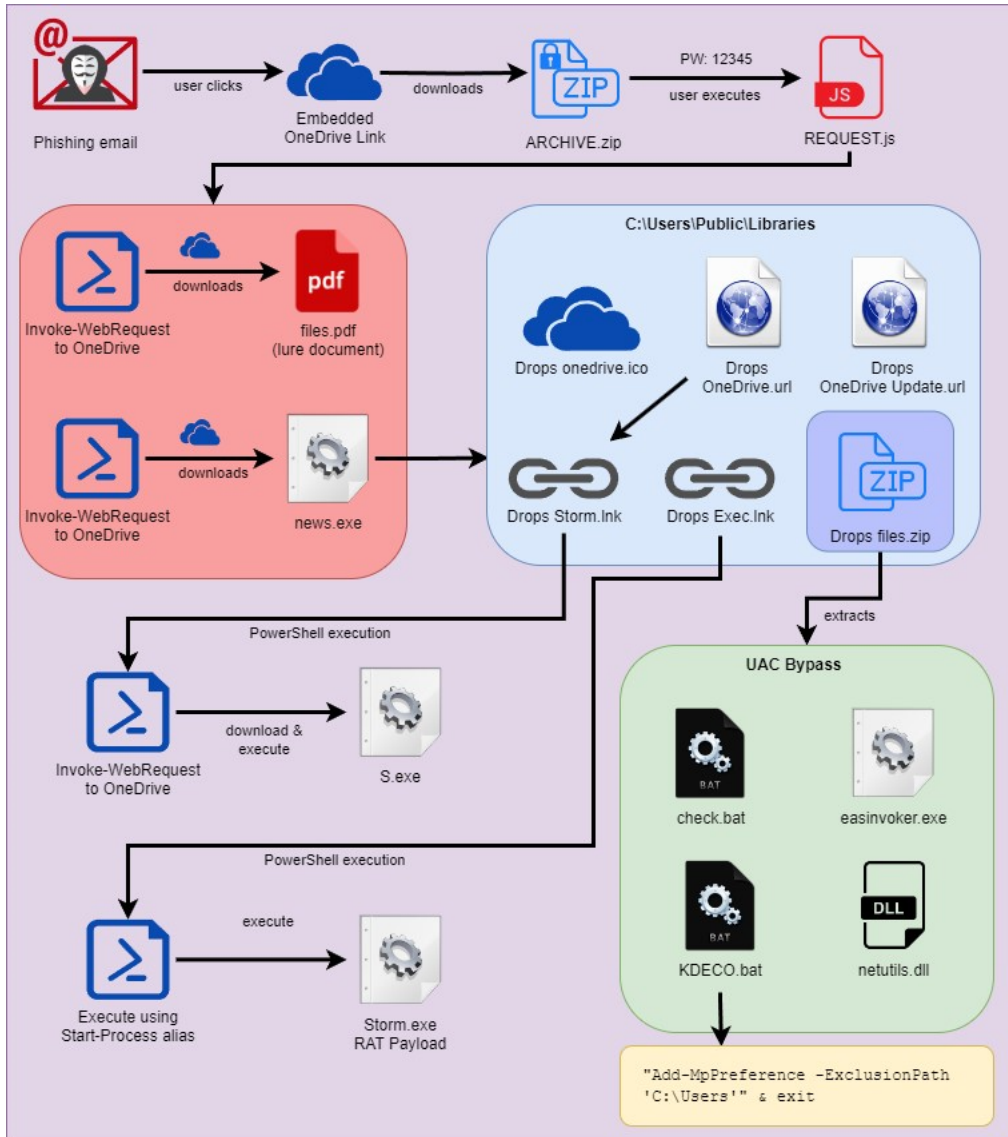 @
user clicks
downloads
ZIP
PW: 12345
user executes
JS
Phishing email
Embedded
OneDrive Link
ARCHIVE.zip
REQUEST.js
downloads
pdf
Invoke-WebRequest
to OneDrive
files.pdf
(lure document)
downloads
Invoke-WebRequest
to OneDrive
news.exe
C:\Users\Public\Libraries
Drops onedrive.ico
Drops
OneDrive.url
Drops
OneDrive Update.url
Drops Storm.lnk
Drops Exec.lnk
ZIP
Drops files.zip
PowerShell execution
extracts
download &
execute
Invoke-WebRequest
to OneDrive
S.exe
UAC Bypass
BAT
check.bat
easinvoker.exe
BAT
KDECO.bat
DLL
netutils.dll
PowerShell execution
execute
Execute using
Start-Process alias
Storm.exe
RAT Payload
"Add-MpPreference -ExclusionPath
'C:\Users'" & exit